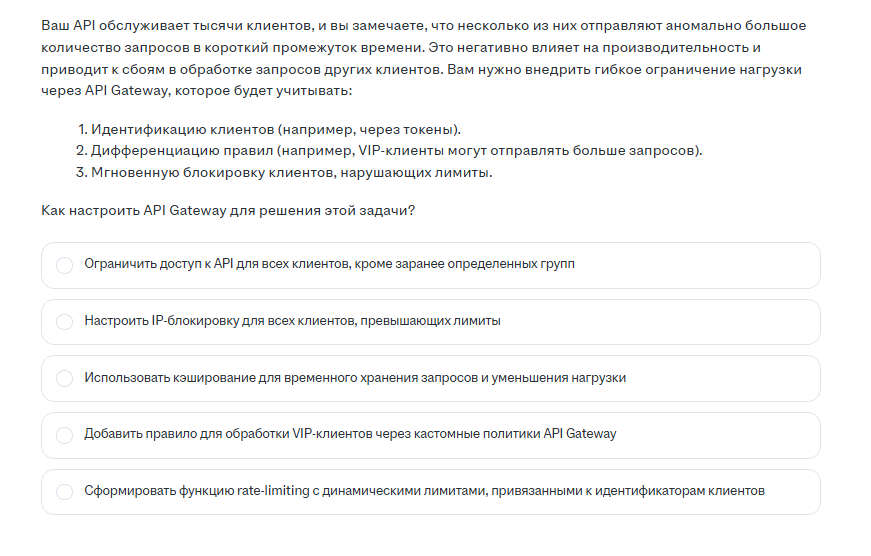 Ваш API обслуживает тысячи клиентов, и вы замечаете, что несколько из них отправляют аномально большое
количество запросов в короткий промежуток времени. Это негативно влияет на производительность и
приводит к сбоям в обработке запросов других клиентов. Вам нужно внедрить гибкое ограничение нагрузки
через API Gateway, которое будет учитывать:
1. Идентификацию клиентов (например, через токены).
2. Дифференциацию правил (например, VIP-клиенты могут отправлять больше запросов).
3. Мгновенную блокировку клиентов, нарушающих лимиты.
Как настроить API Gateway для решения этой задачи?
Ограничить доступ к API для всех клиентов, кроме заранее определенных групп
Настроить IP-блокировку для всех клиентов, превышающих лимиты
Использовать кэширование для временного хранения запросов и уменьшения нагрузки
Добавить правило для обработки VIP-клиентов через кастомные политики API Gateway
Сформировать функцию rate-limiting с динамическими лимитами, привязанными к идентификаторам клиентов